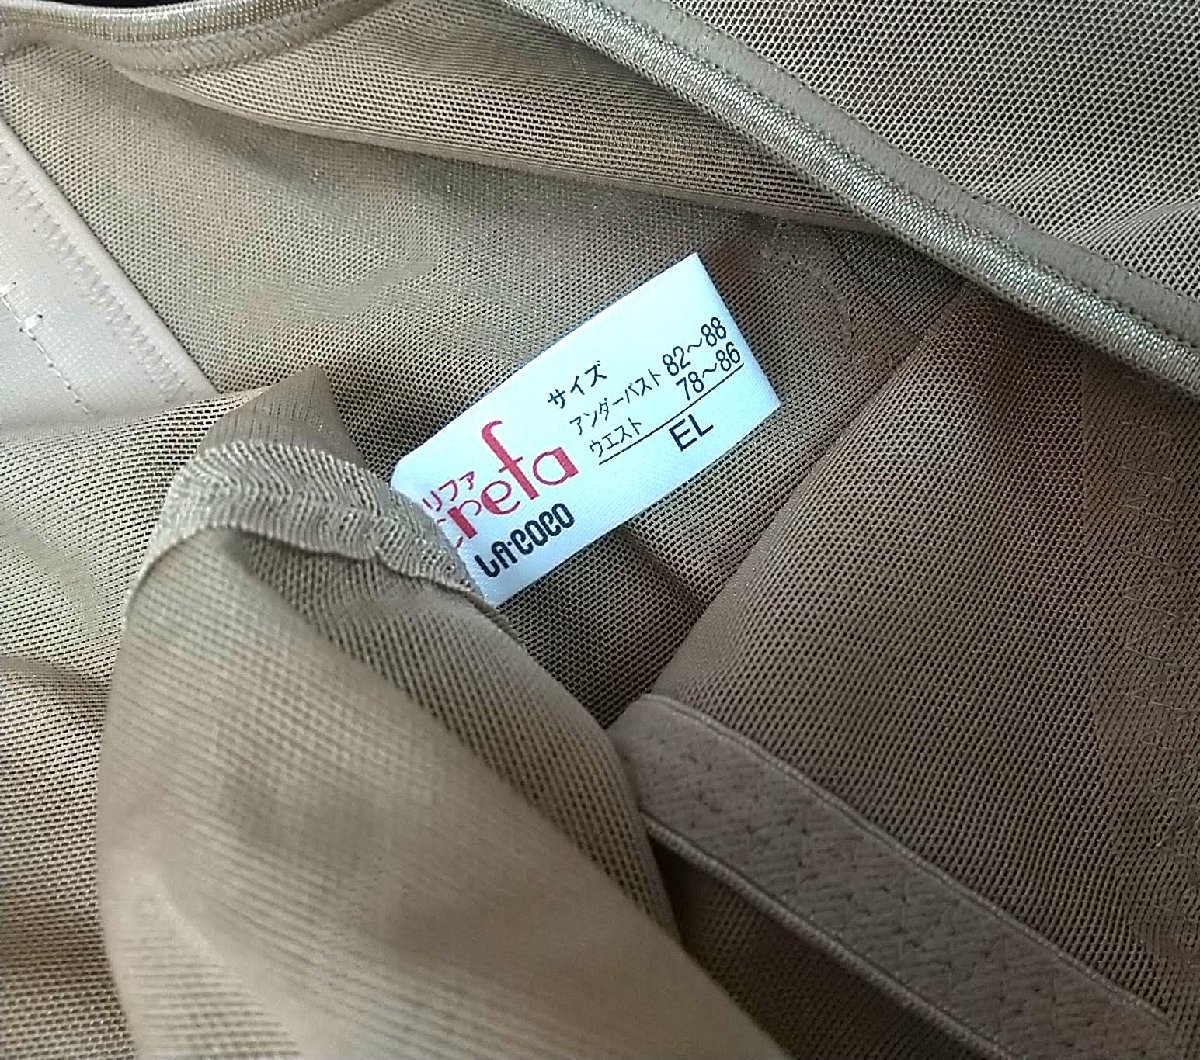 サイズ
アンダーバスト 82～88
ウエスト 78～86
EL
リファ
crefa
LA・COCO